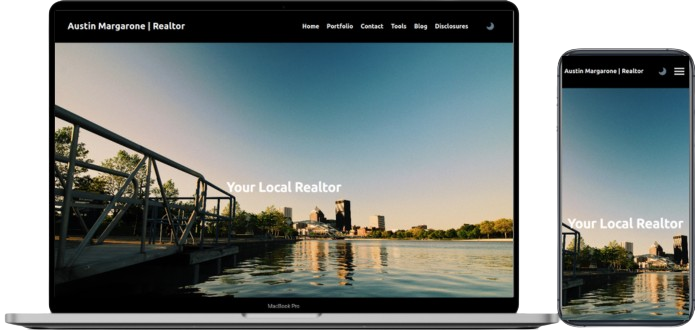 Austin Margarone | Realtor
Home Portfolio Contact Tools Blog Disclosures
Your Local Realtor
MacBook Pro
Austin Margarone | Realtor
Your Local Realtor